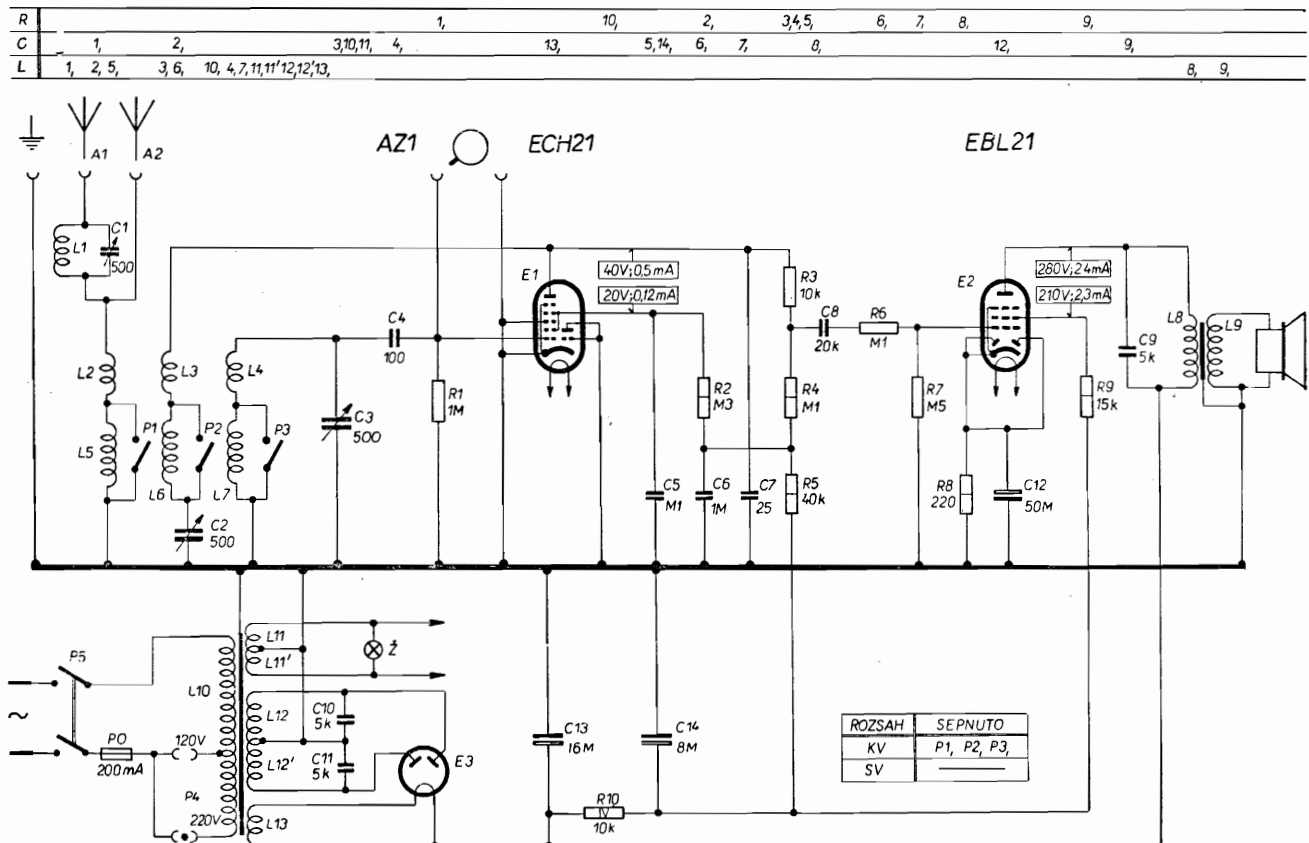 R 1, 10, 2, 3,4,5, 6, 7, 8, 9,
C 1, 2, 3,10,11, 4, 13, 5,14, 6, 7, 8, 12, 9,
L 1, 2, 5, 3, 6, 10, 4, 7, 11, 11' 12, 12', 13, 8, 9,
A1 A2
AZ1 ECH21 EBL21
L1 C1 500
E1
40V; 0,5mA
20V; 0,12mA
R3 10k
E2
280V; 24mA
210V; 2,3mA
L2 L3 L4
C4 100
R1 1M
C3 500
R2 M3
C8 20k
R4 M1
R6 M1
R7 M5
C9 5k
L8 L9
R9 15k
L5 P1 L6 P2 L7 P3
C2 500
C5 M1
C6 1M
C7 25
R5 40k
R8 220
C12 50M
P5
~
P0 200mA
120V
P4
220V
L10
L11
L11'
Ž
L12
L12'
L13
C10 5k
C11 5k
E3
C13 16M
C14 8M
R10 10k
IV
ROZSAH SEPNUTO
KV P1, P2, P3,
SV